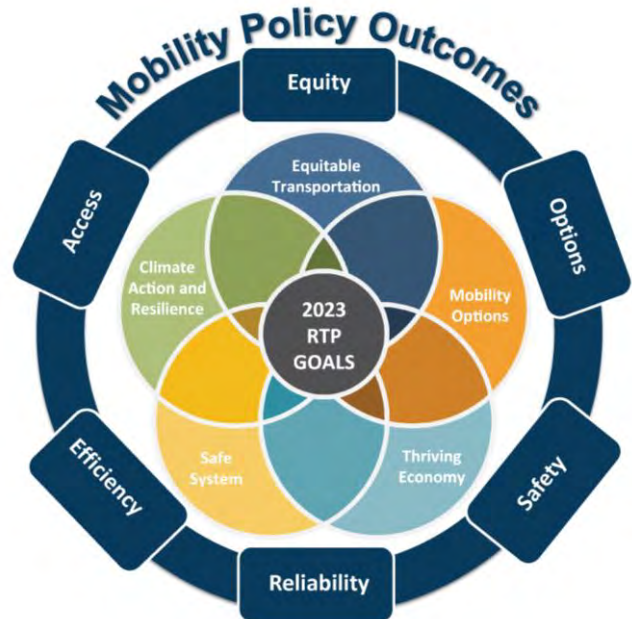 Mobility Policy Outcomes
Equity
Access
Options
Equitable
Transportation
Climate
Action and
Resilience
Mobility
Options
2023
RTP
GOALS
Safe
System
Thriving
Economy
Efficiency
Safety
Reliability